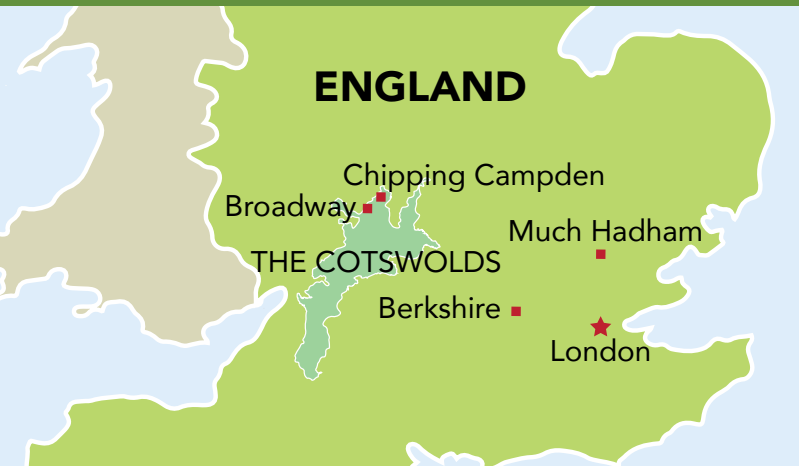 ENGLAND
Chipping Campden
Broadway
Much Hadham
THE COTSWOLDS
Berkshire
London